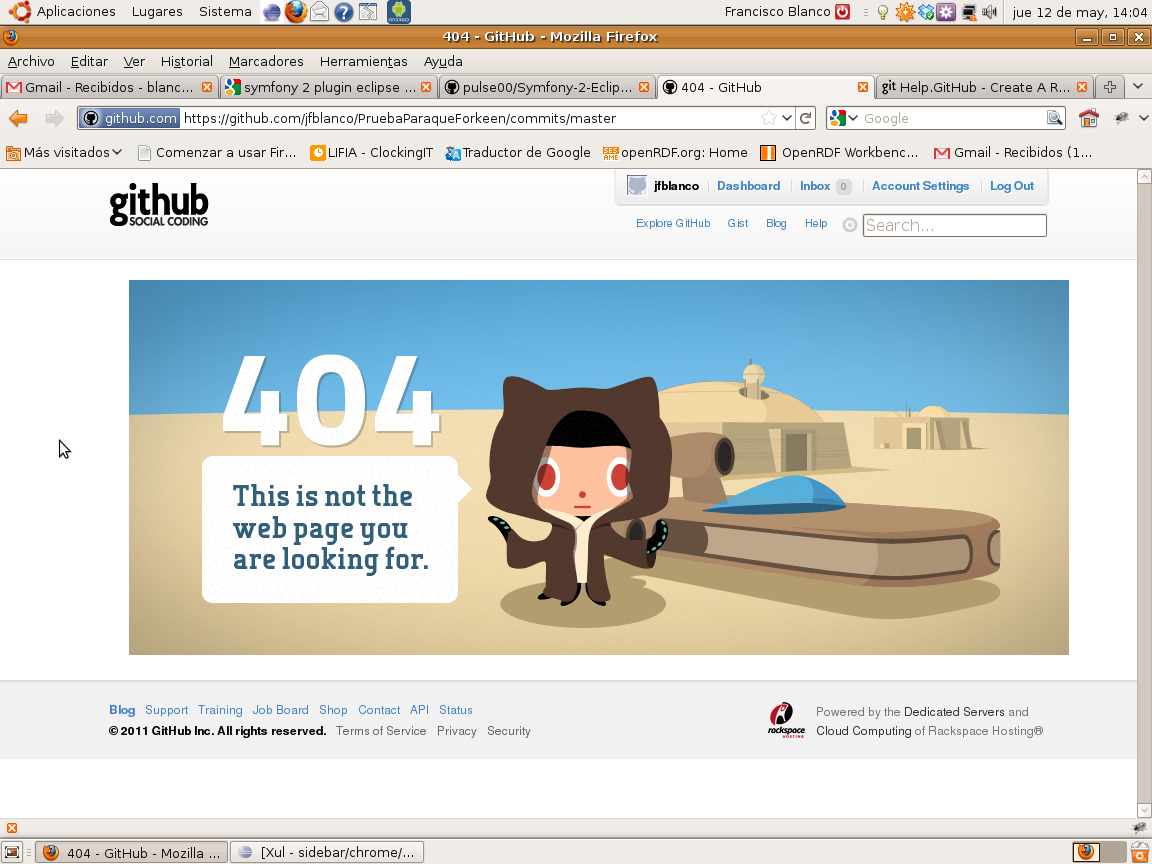 Aplicaciones Lugares Sistema Francisco Blanco jue 12 de may, 14:04
404 - GitHub - Mozilla Firefox
Archivo Editar Ver Historial Marcadores Herramientas Ayuda
Gmail - Recibidos - blanc... symfony 2 plugin eclipse ... pulse00/Symfony-2-Eclip... 404 - GitHub git Help.GitHub - Create A R...
github.com https://github.com/jfblanco/PruebaParaqueForkeen/commits/master Google
Más visitados Comenzar a usar Fir... LIFIA - ClockingIT Traductor de Google openRDF.org: Home OpenRDF Workbenc... Gmail - Recibidos (1...
github
SOCIAL CODING
jfblanco Dashboard Inbox 0 Account Settings Log Out
Explore GitHub Gist Blog Help Search...
404
This is not the
web page you
are looking for.
Blog Support Training Job Board Shop Contact API Status
© 2011 GitHub Inc. All rights reserved. Terms of Service Privacy Security
rackspace
HOSTING
Powered by the Dedicated Servers and
Cloud Computing of Rackspace Hosting®
404 - GitHub - Mozilla ... [Xul - sidebar/chrome/...